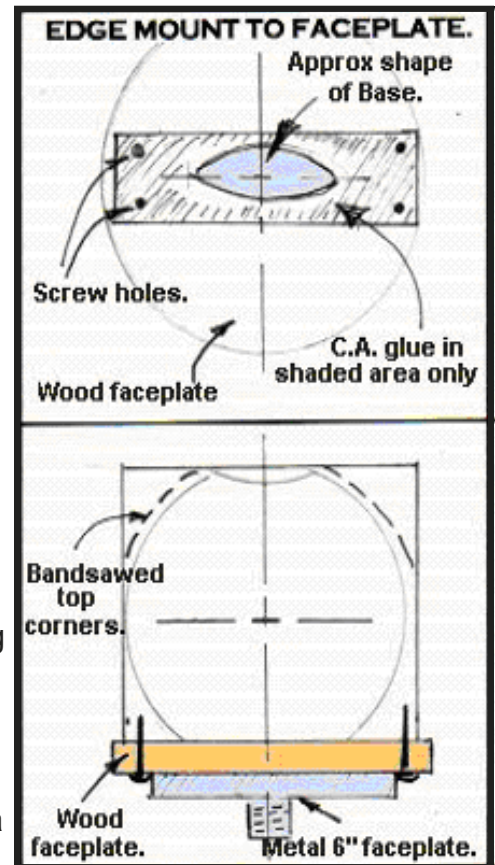 EDGE MOUNT TO FACEPLATE.
Approx shape
of Base.
Screw holes.
C.A. glue in
shaded area only
Wood faceplate
Bandsawed
top
corners.
g
Wood
faceplate.
Metal 6" faceplate.